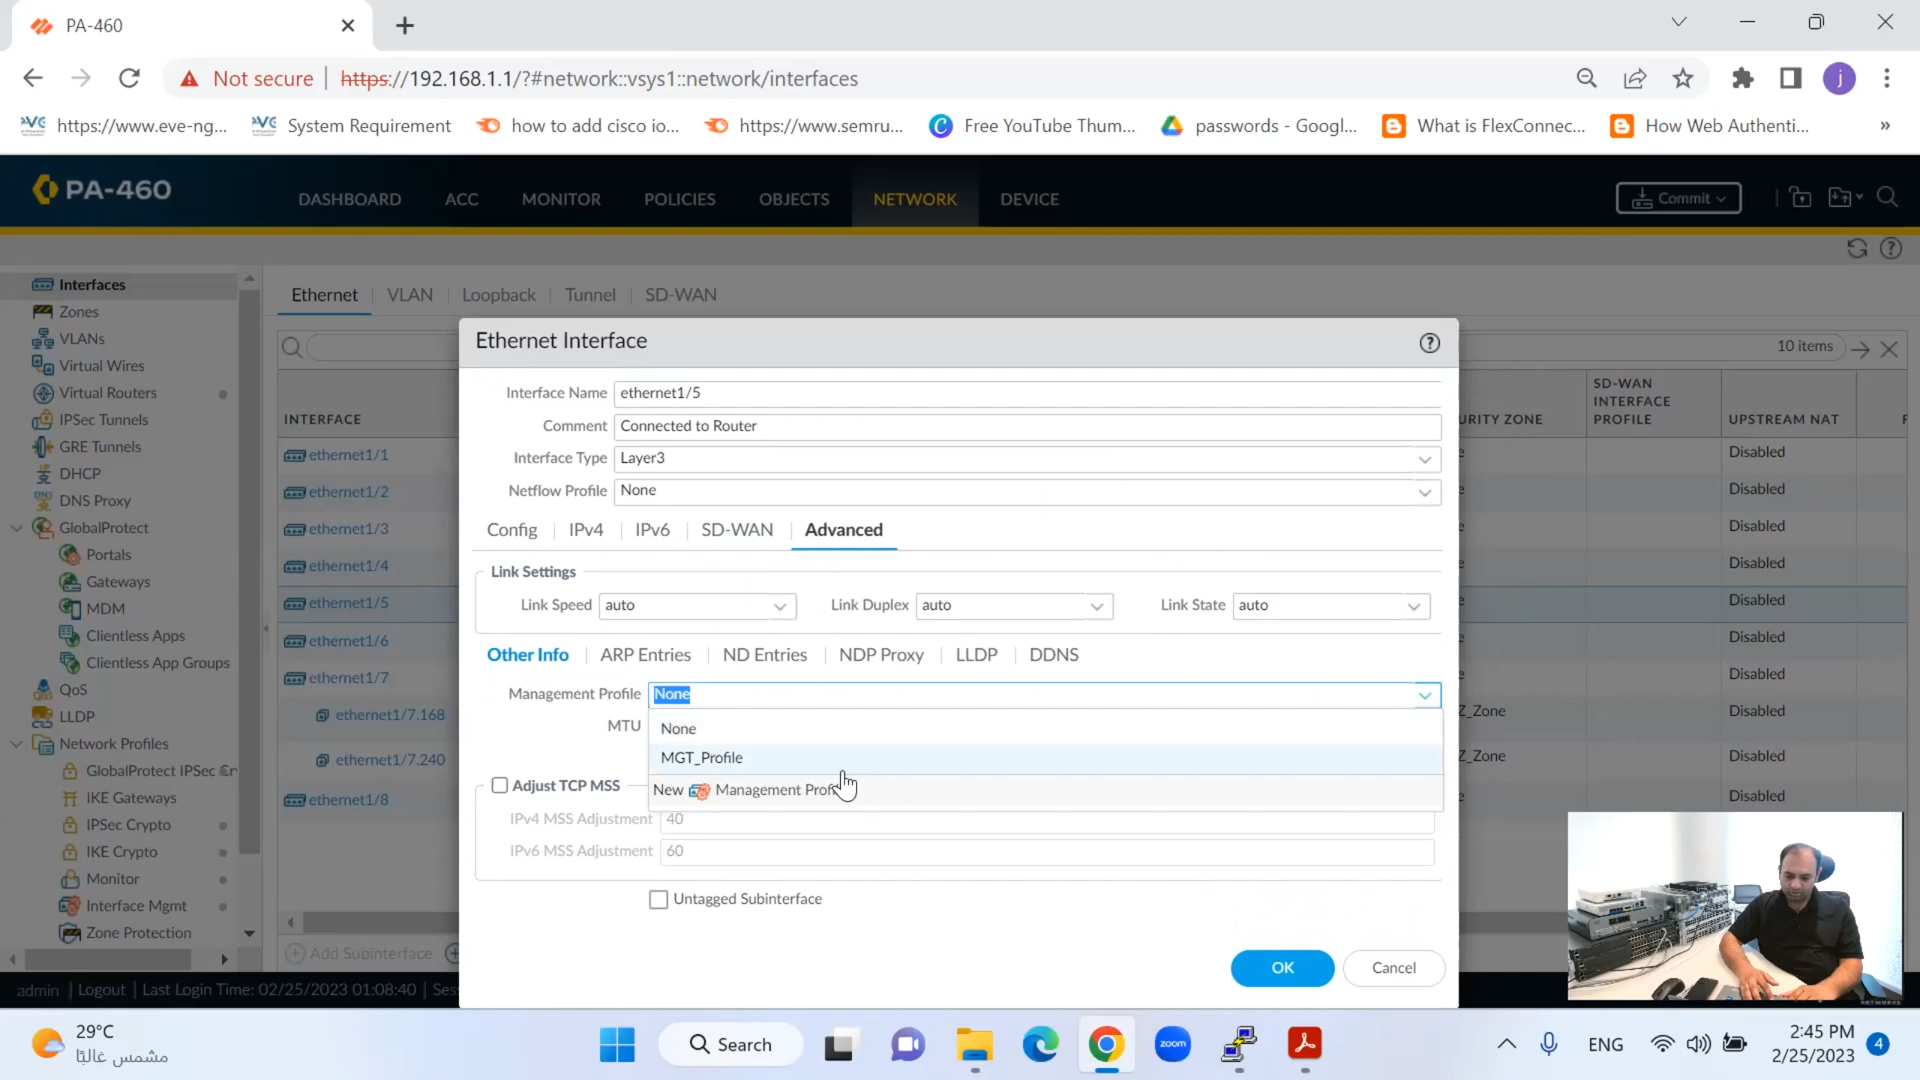 PA-460
Not secure
https://192.168.1.1/?#network::vsys1::network/interfaces
j
https://www.eve-ng...
System Requirement
how to add cisco io...
https://www.semru...
Free YouTube Thum...
passwords - Googl...
What is FlexConnec...
How Web Authenti...
»
PA-460
DASHBOARD
ACC
MONITOR
POLICIES
OBJECTS
NETWORK
DEVICE
Commit
Interfaces
Zones
VLANs
Virtual Wires
Virtual Routers
IPSec Tunnels
GRE Tunnels
DHCP
DNS Proxy
GlobalProtect
Portals
Gateways
MDM
Clientless Apps
Clientless App Groups
QoS
LLDP
Network Profiles
GlobalProtect IPSec Cr
IKE Gateways
IPSec Crypto
IKE Crypto
Monitor
Interface Mgmt
Zone Protection
Ethernet
VLAN
Loopback
Tunnel
SD-WAN
10 items
INTERFACE
URITY ZONE
SD-WAN
INTERFACE
PROFILE
UPSTREAM NAT
ethernet1/1
e
Disabled
ethernet1/2
e
Disabled
ethernet1/3
e
Disabled
ethernet1/4
e
Disabled
ethernet1/5
e
Disabled
ethernet1/6
e
Disabled
ethernet1/7
e
Disabled
ethernet1/7.168
Z_Zone
Disabled
ethernet1/7.240
Z_Zone
Disabled
ethernet1/8
e
Disabled
Add Subinterface
Ethernet Interface
Interface Name ethernet1/5
Comment Connected to Router
Interface Type Layer3
Netflow Profile None
Config
IPv4
IPv6
SD-WAN
Advanced
Link Settings
Link Speed auto
Link Duplex auto
Link State auto
Other Info
ARP Entries
ND Entries
NDP Proxy
LLDP
DDNS
Management Profile None
MTU
None
MGT_Profile
New Management Profi
Adjust TCP MSS
IPv4 MSS Adjustment 40
IPv6 MSS Adjustment 60
Untagged Subinterface
OK
Cancel
admin | Logout | Last Login Time: 02/25/2023 01:08:40 | Ses
29°C
مشمس غالبًا
Search
zoom
ENG
2:45 PM
2/25/2023
4